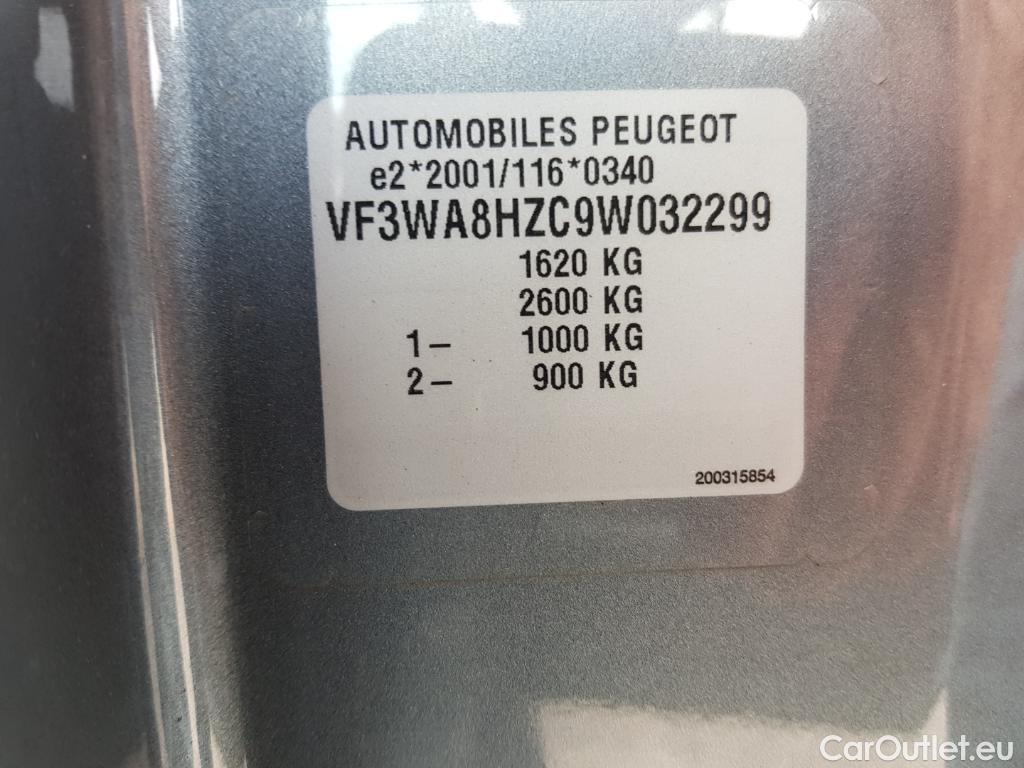 AUTOMOBILES PEUGEOT
e2*2001/116*0340
VF3WA8HZC9W032299
1620 KG
2600 KG
1– 1000 KG
2– 900 KG
200315854
CarOutlet.eu